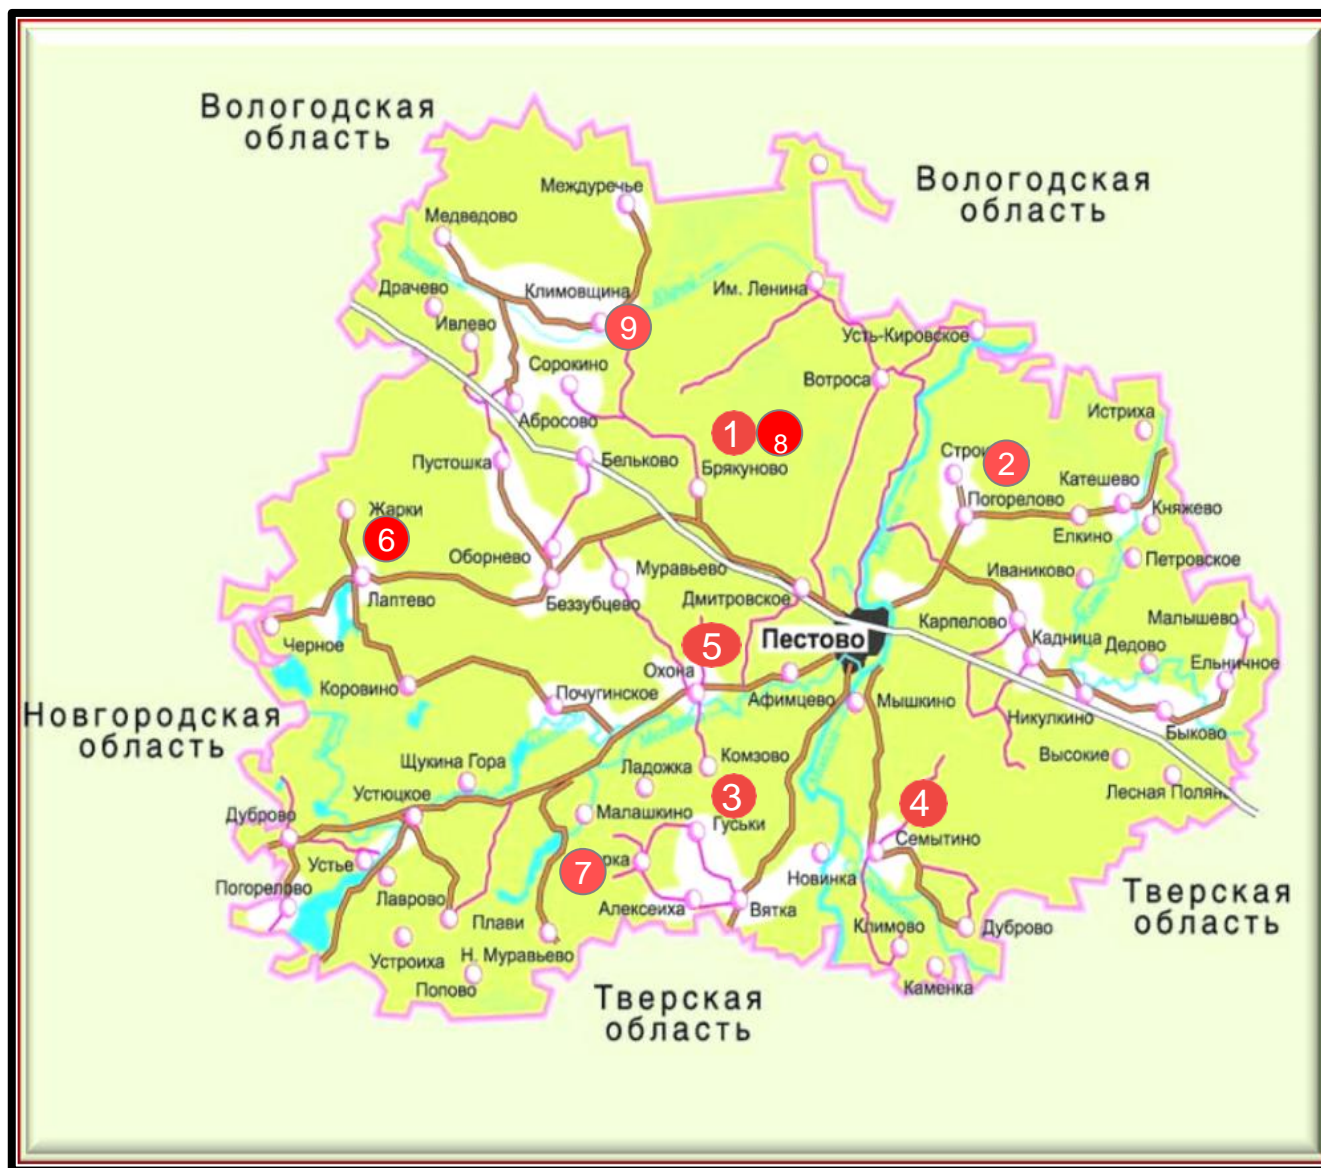 Вологодская
область
Вологодская
область
Междуречье
Медведово
Драчево
Климовщина
Им. Ленина
Ивлево
9
Усть-Кировское
Сорокино
Вотроса
Абросово
Истриха
1
8
Пустошка
Бельково
Брякуново
2
Катешево
Погорелово
Жарки
Княжево
6
Елкино
Оборнево
Муравьево
Петровское
Иваниково
Лаптево
Беззубцево
Дмитровское
Карпелово
Малышево
Черное
Пестово
Кадница
Дедово
5
Охона
Ельничное
Коровино
Почугинское
Афимцево
Мышкино
Новгородская
область
Никулкино
Быково
Щукина Гора
Ладожка
Комзово
Высокие
Устюцкое
3
4
Лесная Поляна
Дуброво
Малашкино
Гуськи
Семытино
Устье
7
Погорелово
Лаврово
Новинка
Тверская
область
Плави
Алексеиха
Вятка
Климово
Дуброво
Устроиха
Н. Муравьево
Попово
Каменка
Тверская
область